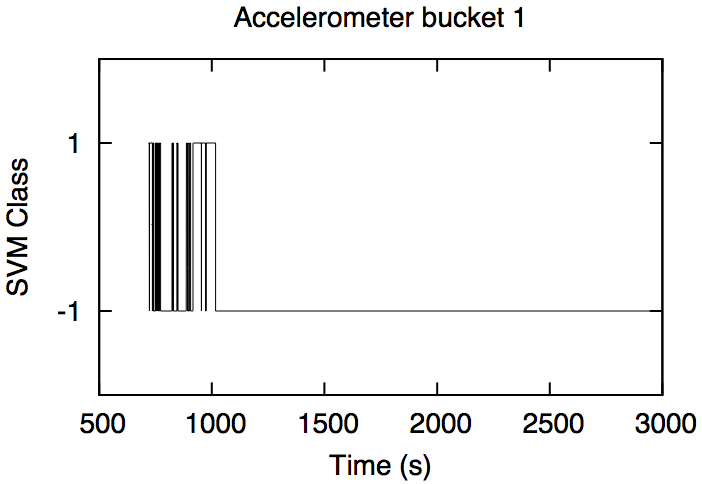 Accelerometer bucket 1
SVM Class
1
-1
500 1000 1500 2000 2500 3000
Time (s)